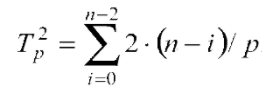 T_p^2 = \sum_{i=0}^{n-2} 2 \cdot (n-i) / p